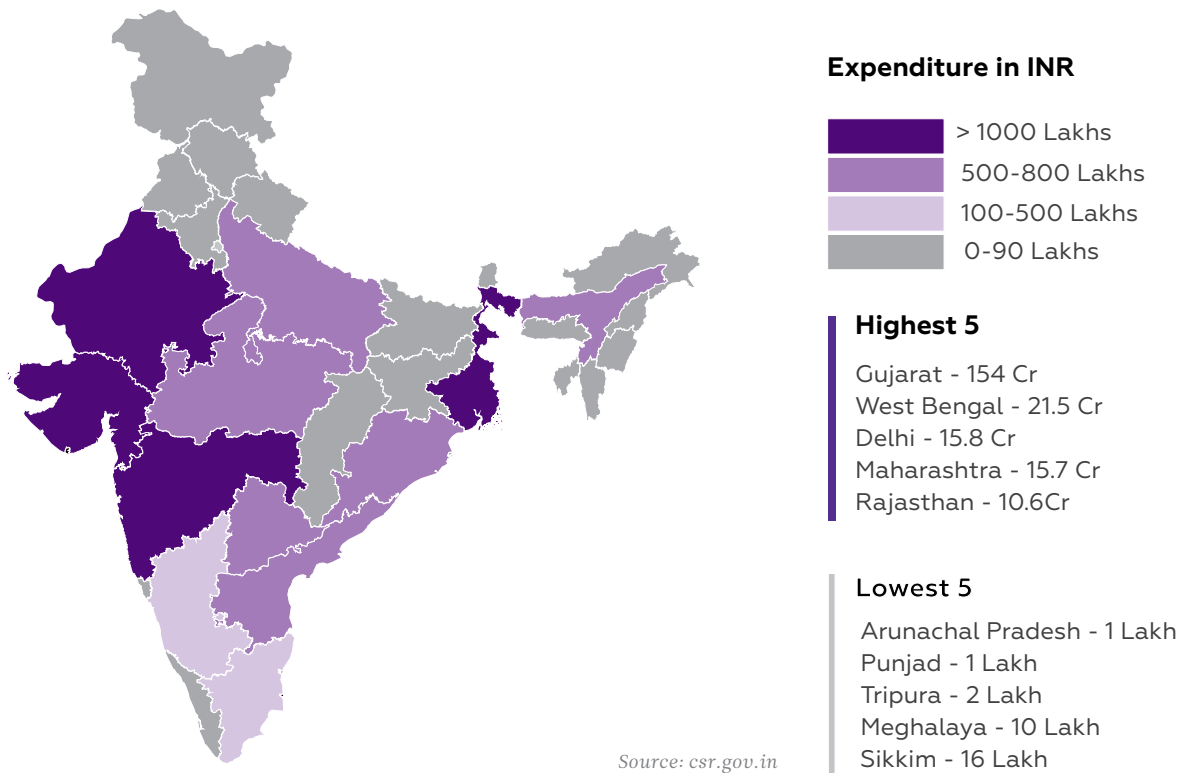 Expenditure in INR
> 1000 Lakhs
500-800 Lakhs
100-500 Lakhs
0-90 Lakhs
Highest 5
Gujarat - 154 Cr
West Bengal - 21.5 Cr
Delhi - 15.8 Cr
Maharashtra - 15.7 Cr
Rajasthan - 10.6Cr
Lowest 5
Arunachal Pradesh - 1 Lakh
Punjad - 1 Lakh
Tripura - 2 Lakh
Meghalaya - 10 Lakh
Sikkim - 16 Lakh
Source: csr.gov.in